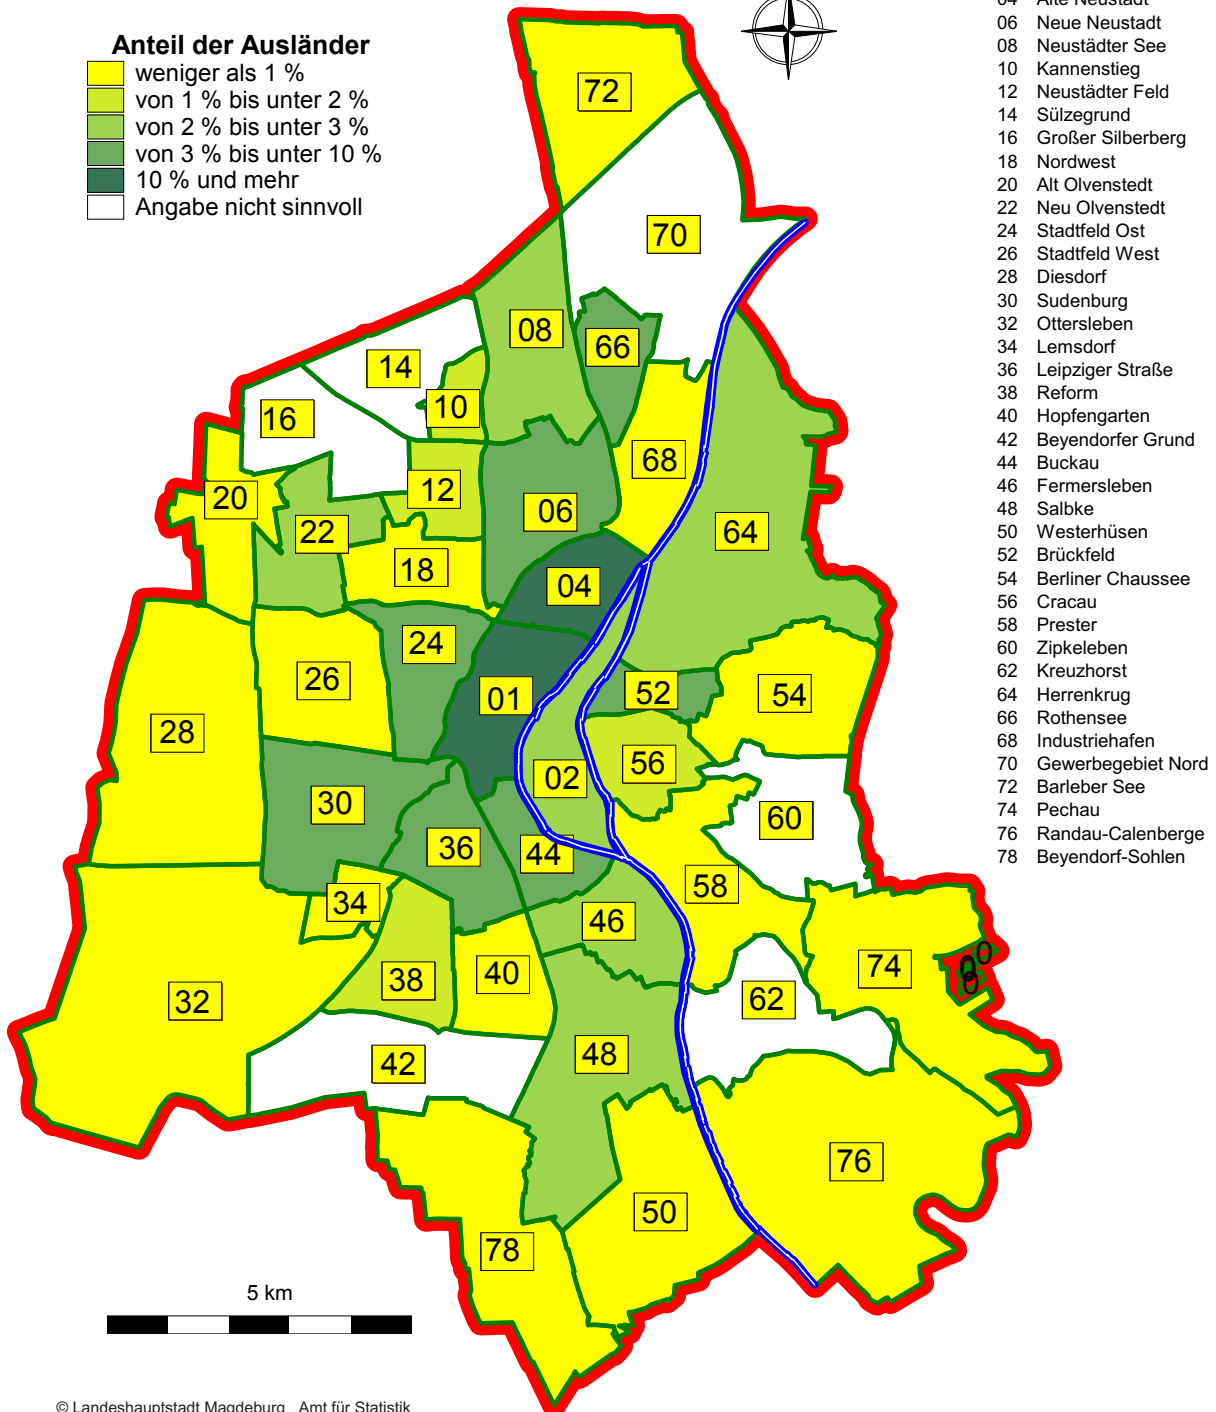 Anteil der Ausländer
weniger als 1 %
von 1 % bis unter 2 %
von 2 % bis unter 3 %
von 3 % bis unter 10 %
10 % und mehr
Angabe nicht sinnvoll
04 Alte Neustadt
06 Neue Neustadt
08 Neustädter See
10 Kannenstieg
12 Neustädter Feld
14 Sülzegrund
16 Großer Silberberg
18 Nordwest
20 Alt Olvenstedt
22 Neu Olvenstedt
24 Stadtfeld Ost
26 Stadtfeld West
28 Diesdorf
30 Sudenburg
32 Ottersleben
34 Lemsdorf
36 Leipziger Straße
38 Reform
40 Hopfengarten
42 Beyendorfer Grund
44 Buckau
46 Fermersleben
48 Salbke
50 Westerhüsen
52 Brückfeld
54 Berliner Chaussee
56 Cracau
58 Prester
60 Zipkeleben
62 Kreuzhorst
64 Herrenkrug
66 Rothensee
68 Industriehafen
70 Gewerbegebiet Nord
72 Barleber See
74 Pechau
76 Randau-Calenberge
78 Beyendorf-Sohlen
72
70
08
66
14
10
16
68
12
20
06
22
64
18
04
24
26
01
52
54
28
56
02
30
60
36
44
58
34
46
74
0
0
0
0
40
38
62
32
48
42
76
50
78
5 km
© Landeshauptstadt Magdeburg Amt für Statistik